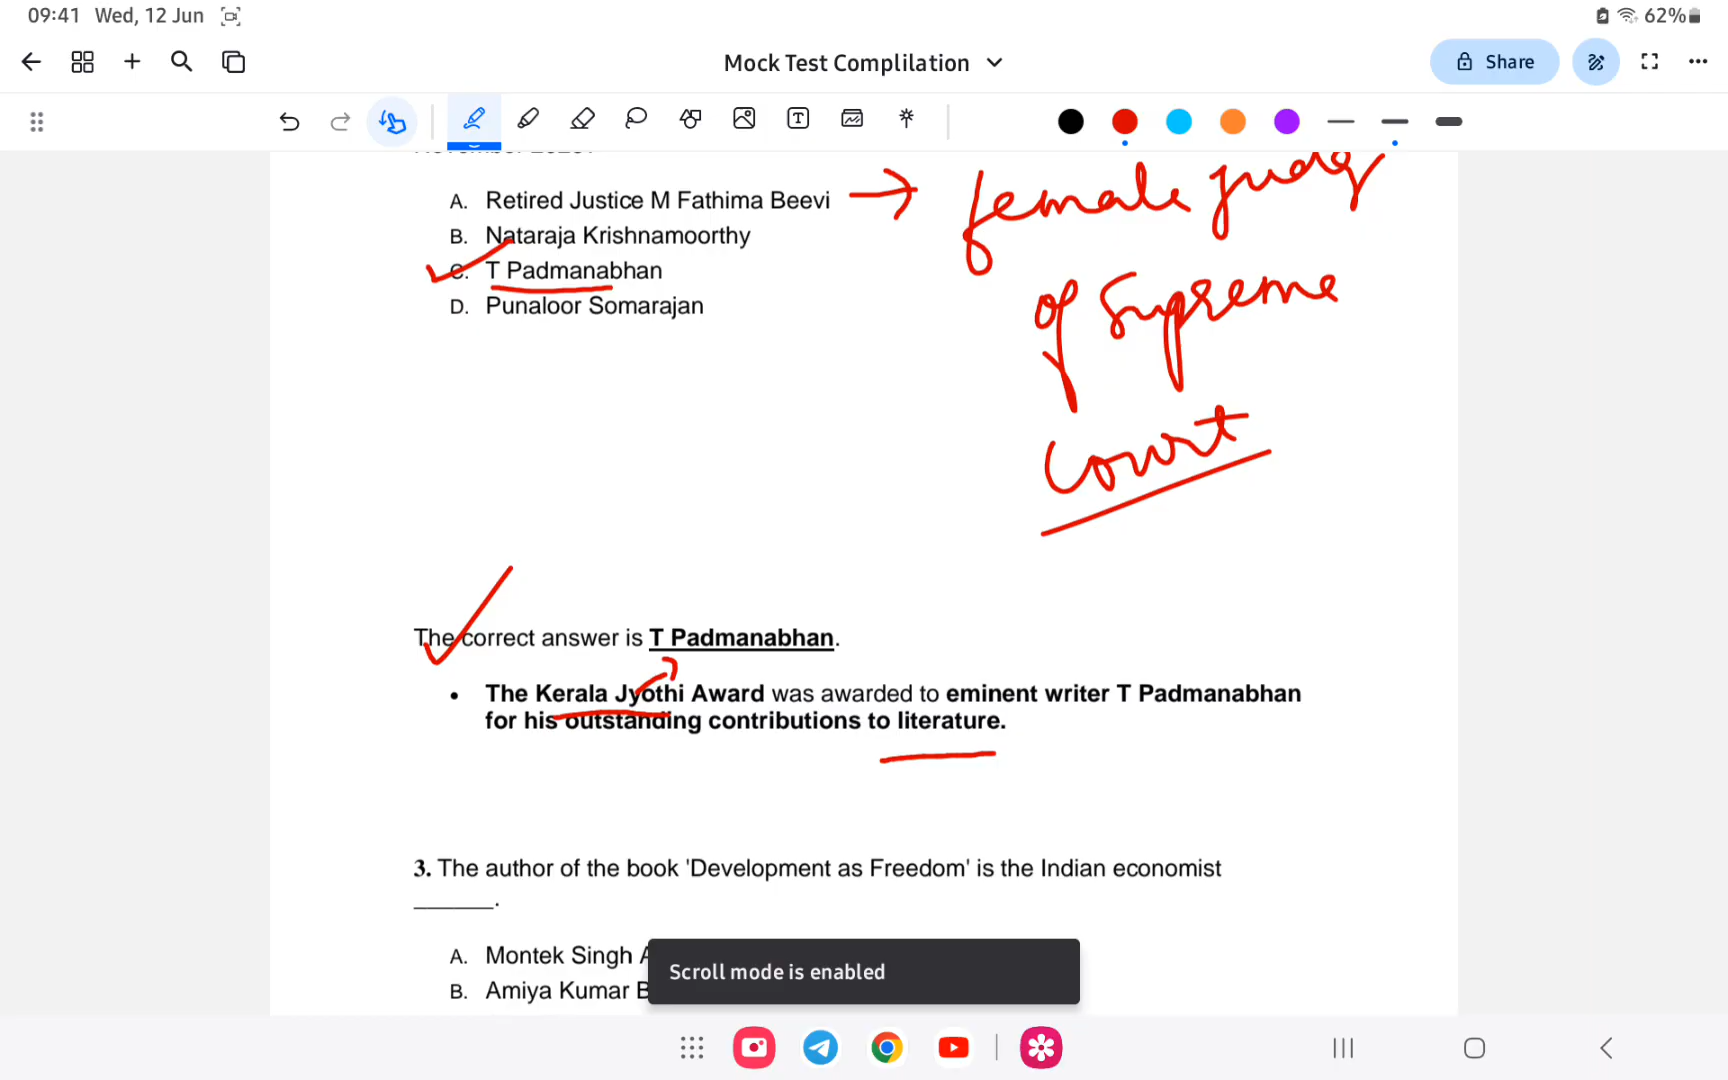 09:41 Wed, 12 Jun
62%
Mock Test Complilation
Share
A. Retired Justice M Fathima Beevi
female judge
B. Nataraja Krishnamoorthy
C. T Padmanabhan
of Supreme
D. Punaloor Somarajan
Court
The correct answer is T Padmanabhan.
• The Kerala Jyothi Award was awarded to eminent writer T Padmanabhan
for his outstanding contributions to literature.
3. The author of the book 'Development as Freedom' is the Indian economist
______.
A. Montek Singh
B. Amiya Kumar
Scroll mode is enabled